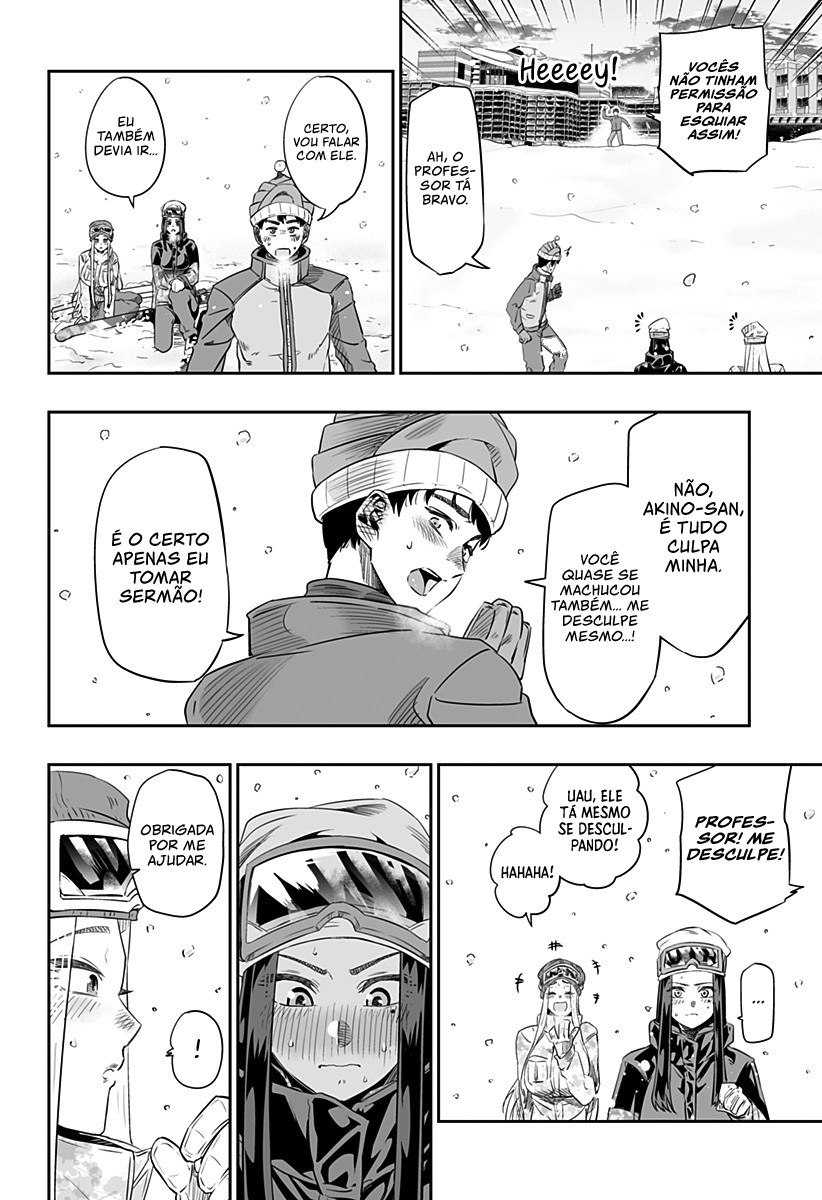 VOCÊS
NÃO TINHAM
PERMISSÃO
PARA
ESQUIAR
ASSIM!
Heeeey!
AH, O
PROFES-
SOR TÁ
BRAVO.
CERTO,
VOU FALAR
COM ELE.
EU
TAMBÉM
DEVIA IR...
NÃO,
AKINO-SAN,
É TUDO
CULPA
MINHA.
VOCÊ
QUASE SE
MACHUCOU
TAMBÉM... ME
DESCULPE
MESMO...!
É O CERTO
APENAS EU
TOMAR
SERMÃO!
PROFES-
SOR! ME
DESCULPE!
UAU, ELE
TÁ MESMO
SE DESCUL-
PANDO!
HAHAHA!
...
OBRIGADA
POR ME
AJUDAR.
!